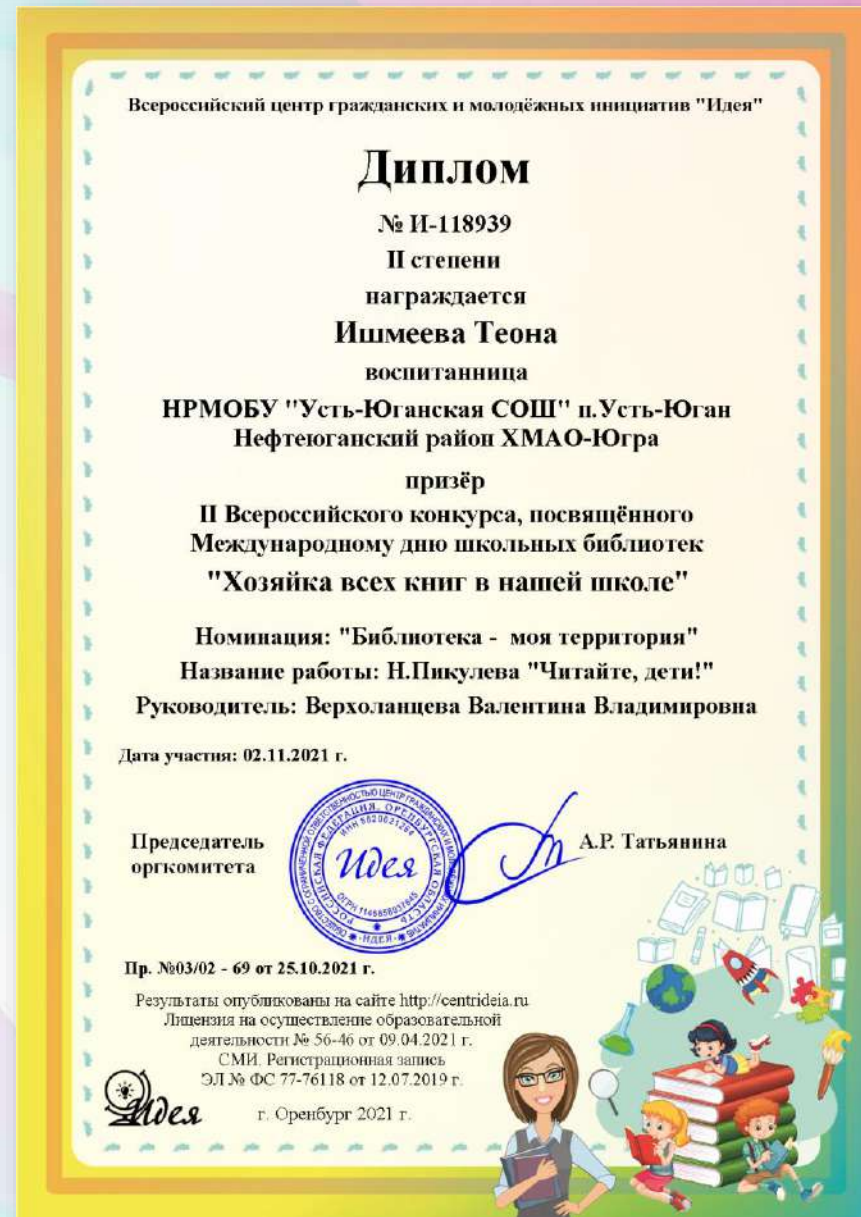 Всероссийский центр гражданских и молодёжных инициатив "Идея"
Диплом
№ И-118939
II степени
награждается
Ишмеева Теона
воспитанница
НРМОБУ "Усть-Юганская СОШ" п.Усть-Юган
Нефтеюганский район ХМАО-Югра
призёр
II Всероссийского конкурса, посвящённого
Международному дню школьных библиотек
"Хозяйка всех книг в нашей школе"
Номинация: "Библиотека - моя территория"
Название работы: Н.Пикулева "Читайте, дети!"
Руководитель: Верхоланцева Валентина Владимировна
Дата участия: 02.11.2021 г.
Председатель
оргкомитета
РОССИЙСКАЯ ФЕДЕРАЦИЯ, ОРЕНБУРГСКАЯ ОБЛАСТЬ
Идея
А.Р. Татьянина
Пр. №03/02 - 69 от 25.10.2021 г.
Результаты опубликованы на сайте http://centrideia.ru
Лицензия на осуществление образовательной
деятельности № 56-46 от 09.04.2021 г.
СМИ. Регистрационная запись
ЭЛ № ФС 77-76118 от 12.07.2019 г.
Идея
г. Оренбург 2021 г.